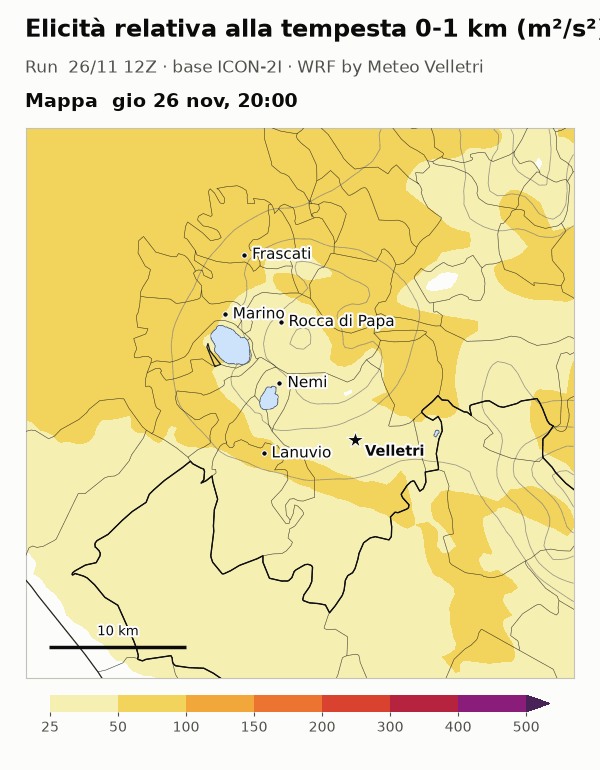 Elicità relativa alla tempesta 0-1 km (m²/s²)
Run  26/11 12Z · base ICON-2I · WRF by Meteo Velletri
Mappa  gio 26 nov, 20:00
Frascati
Marino
Rocca di Papa
Nemi
Velletri
Lanuvio
10 km
25 50 100 150 200 300 400 500